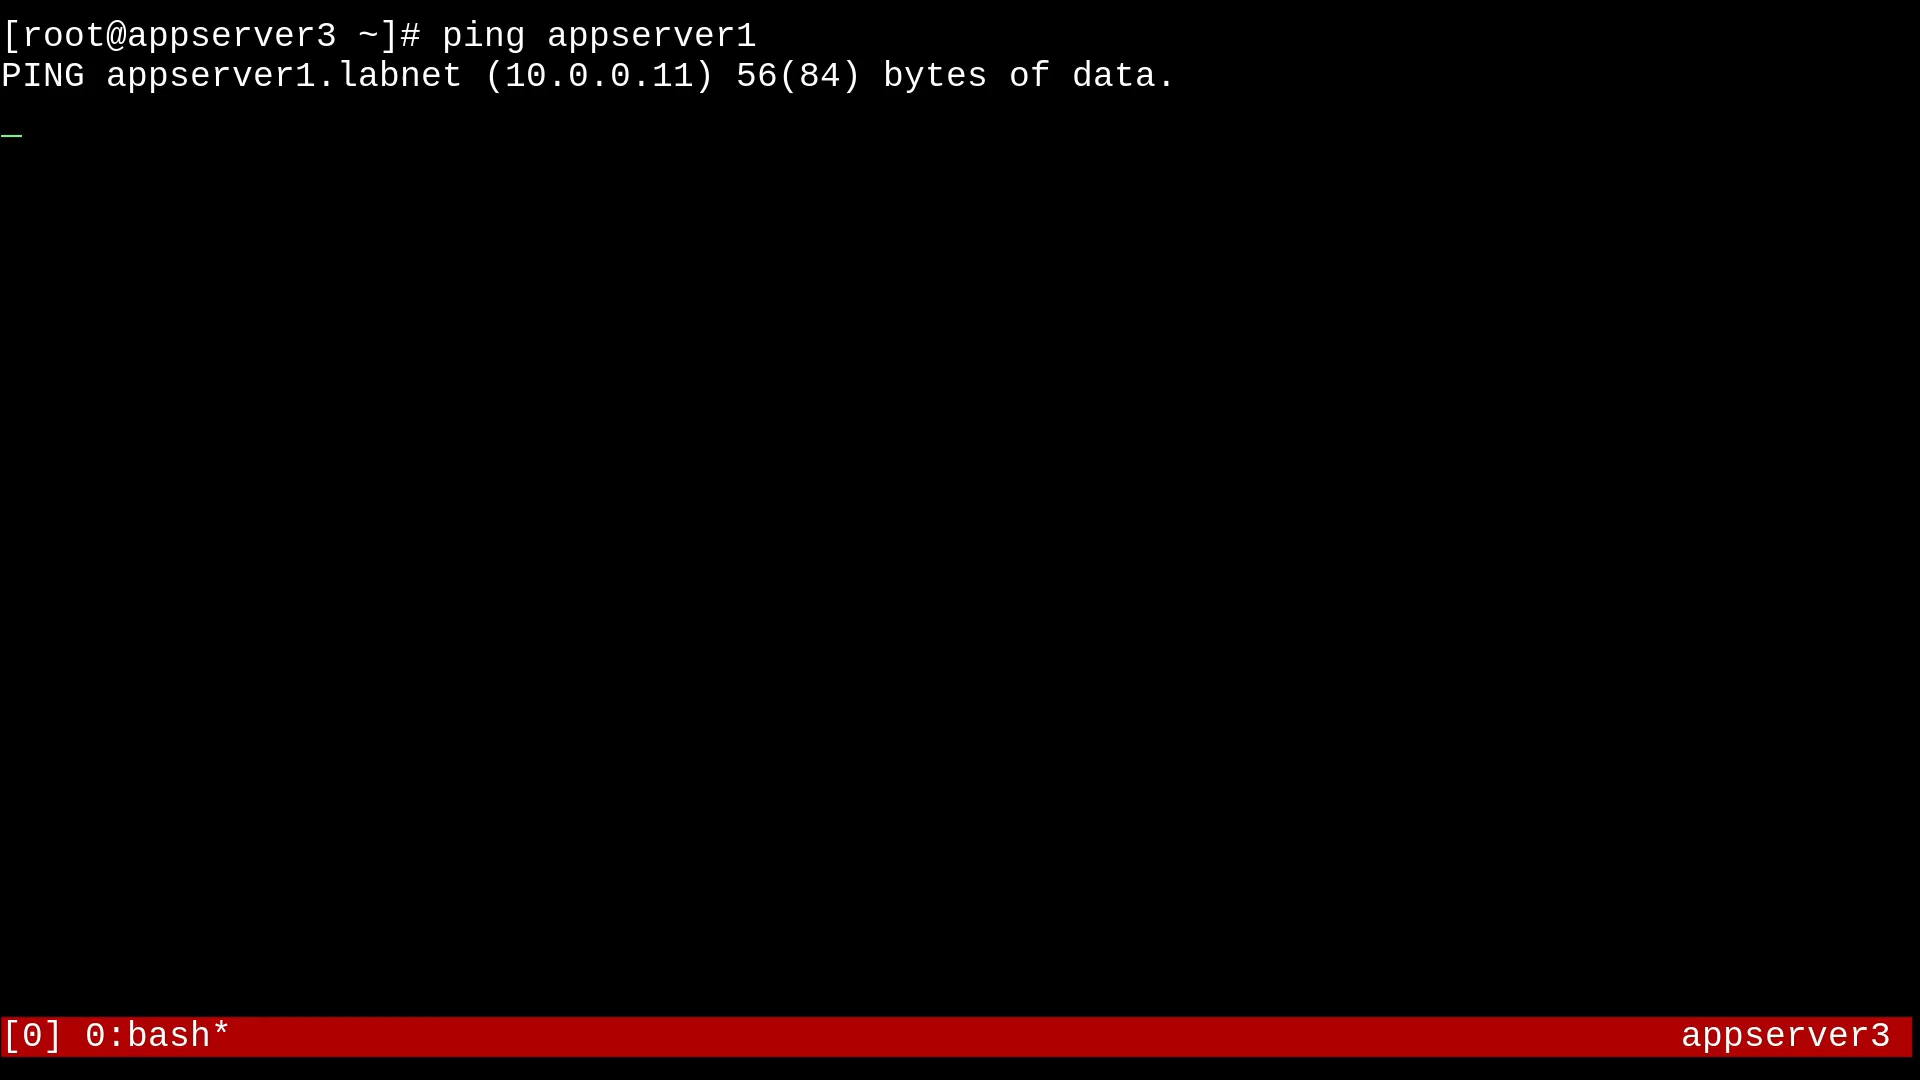 [root@appserver3 ~]# ping appserver1
PING appserver1.labnet (10.0.0.11) 56(84) bytes of data.
_
[0] 0:bash* appserver3